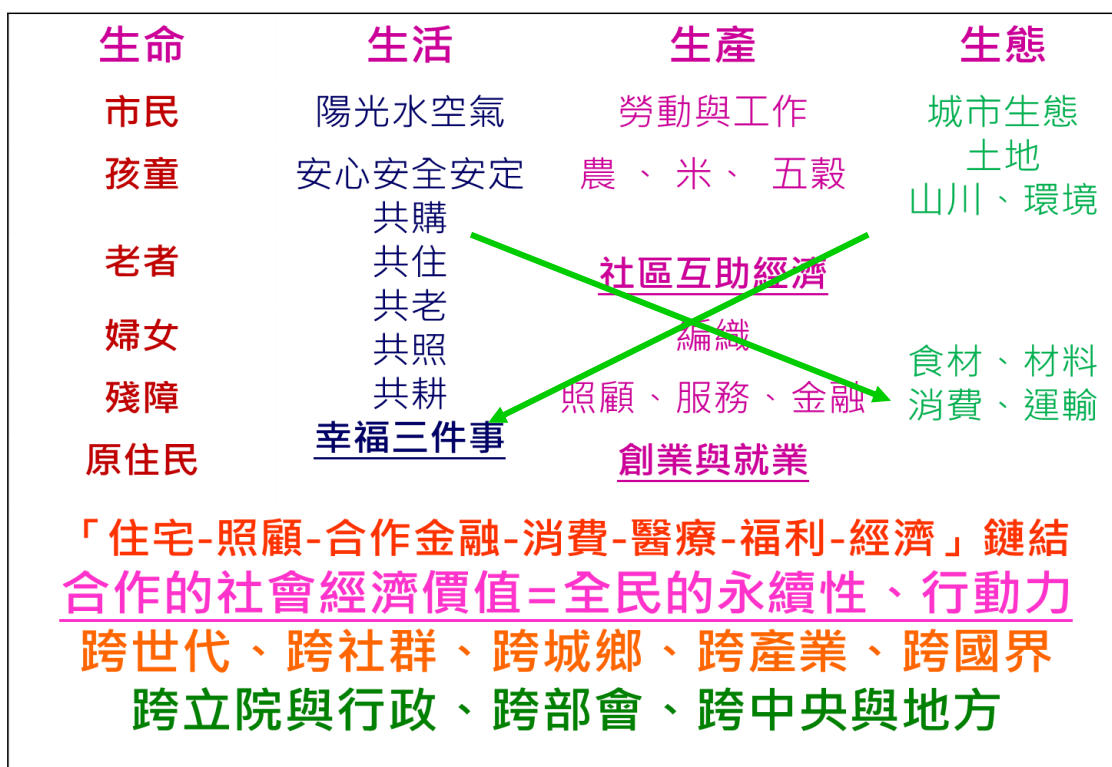 生命 生活 生產 生態
市民 陽光水空氣 勞動與工作 城市生態
土地
孩童 安心安全安定 農、米、 五穀
山川、環境
共購
老者 共住 社區互助經濟
共老
婦女 共照 編織
食材、材料
殘障 共耕 照顧、服務、金融 消費、運輸
幸福三件事
原住民 創業與就業
「住宅-照顧-合作金融-消費-醫療-福利-經濟」鏈結
合作的社會經濟價值=全民的永續性、行動力
跨世代、跨社群、跨城鄉、跨產業、跨國界
跨立院與行政、跨部會、跨中央與地方